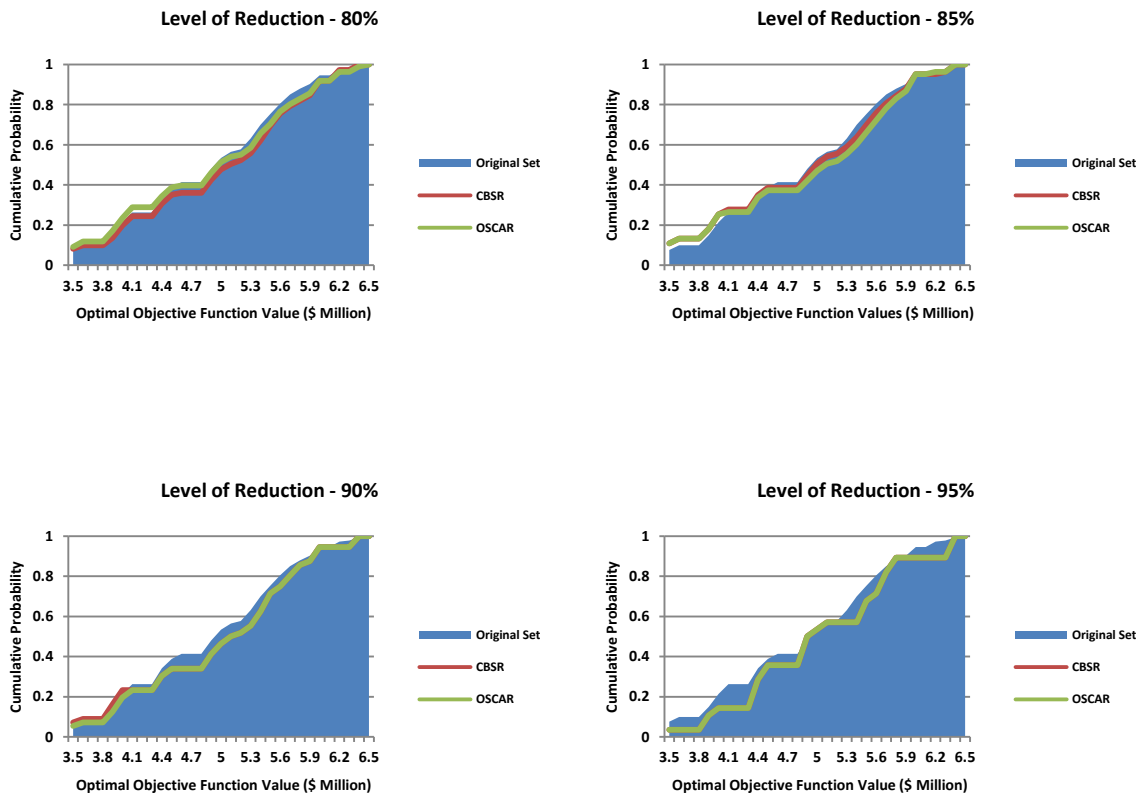 Level of Reduction - 80%
Cumulative Probability
1
0.8
0.6
0.4
0.2
0
3.5 3.8 4.1 4.4 4.7 5 5.3 5.6 5.9 6.2 6.5
Optimal Objective Function Value ($ Million)
Original Set
CBSR
OSCAR
Level of Reduction - 85%
Cumulative Probability
1
0.8
0.6
0.4
0.2
0
3.5 3.8 4.1 4.4 4.7 5 5.3 5.6 5.9 6.2 6.5
Optimal Objective Function Values ($ Million)
Original Set
CBSR
OSCAR
Level of Reduction - 90%
Cumulative Probability
1
0.8
0.6
0.4
0.2
0
3.5 3.8 4.1 4.4 4.7 5 5.3 5.6 5.9 6.2 6.5
Optimal Objective Function Value ($ Million)
Original Set
CBSR
OSCAR
Level of Reduction - 95%
Cumulative Probability
1
0.8
0.6
0.4
0.2
0
3.5 3.8 4.1 4.4 4.7 5 5.3 5.6 5.9 6.2 6.5
Optimal Objective Function Value ($ Million)
Original Set
CBSR
OSCAR